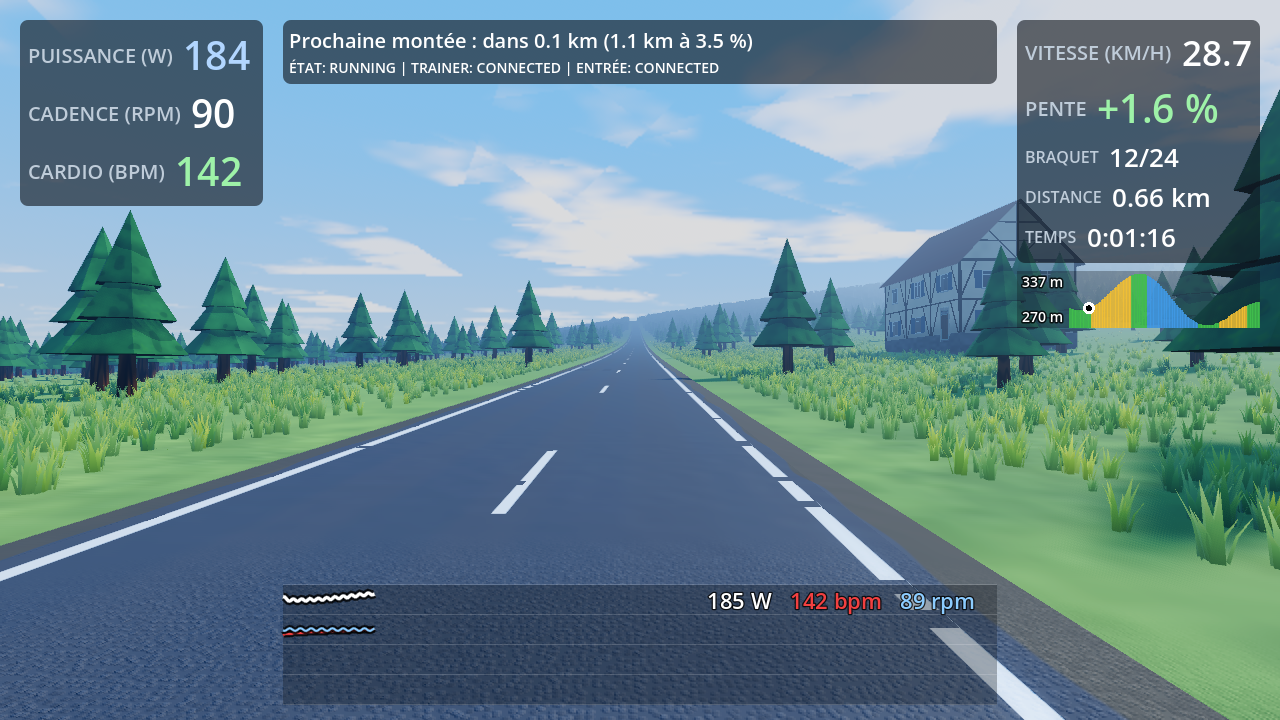 PUISSANCE (W) 184
CADENCE (RPM) 90
CARDIO (BPM) 142
Prochaine montée : dans 0.1 km (1.1 km à 3.5 %)
ÉTAT: RUNNING | TRAINER: CONNECTED | ENTRÉE: CONNECTED
VITESSE (KM/H) 28.7
PENTE +1.6 %
BRAQUET 12/24
DISTANCE 0.66 km
TEMPS 0:01:16
337 m
270 m
185 W 142 bpm 89 rpm